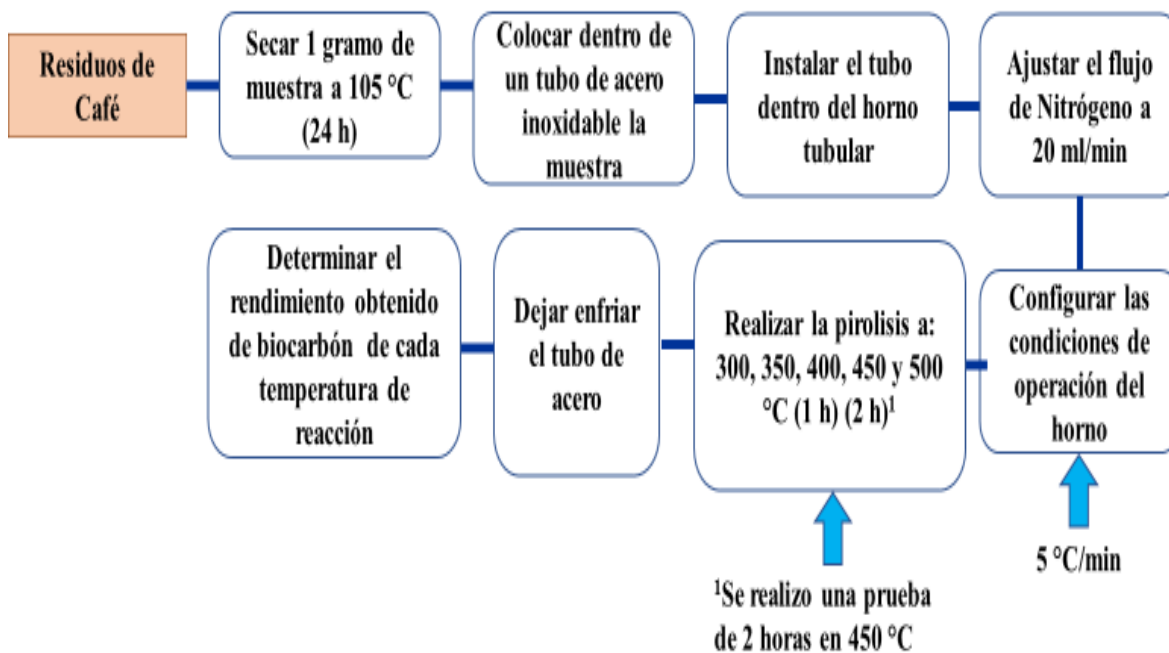 Residuos de
Café
Secar 1 gramo de
muestra a 105 °C
(24 h)
Colocar dentro de
un tubo de acero
inoxidable la
muestra
Instalar el tubo
dentro del horno
tubular
Ajustar el flujo
de Nitrógeno a
20 ml/min
Configurar las
condiciones de
operación del
horno
5 °C/min
Realizar la pirolisis a:
300, 350, 400, 450 y 500
°C (1 h) (2 h)¹
¹Se realizo una prueba
de 2 horas en 450 °C
Dejar enfriar
el tubo de
acero
Determinar el
rendimiento obtenido
de biocarbón de cada
temperatura de
reacción